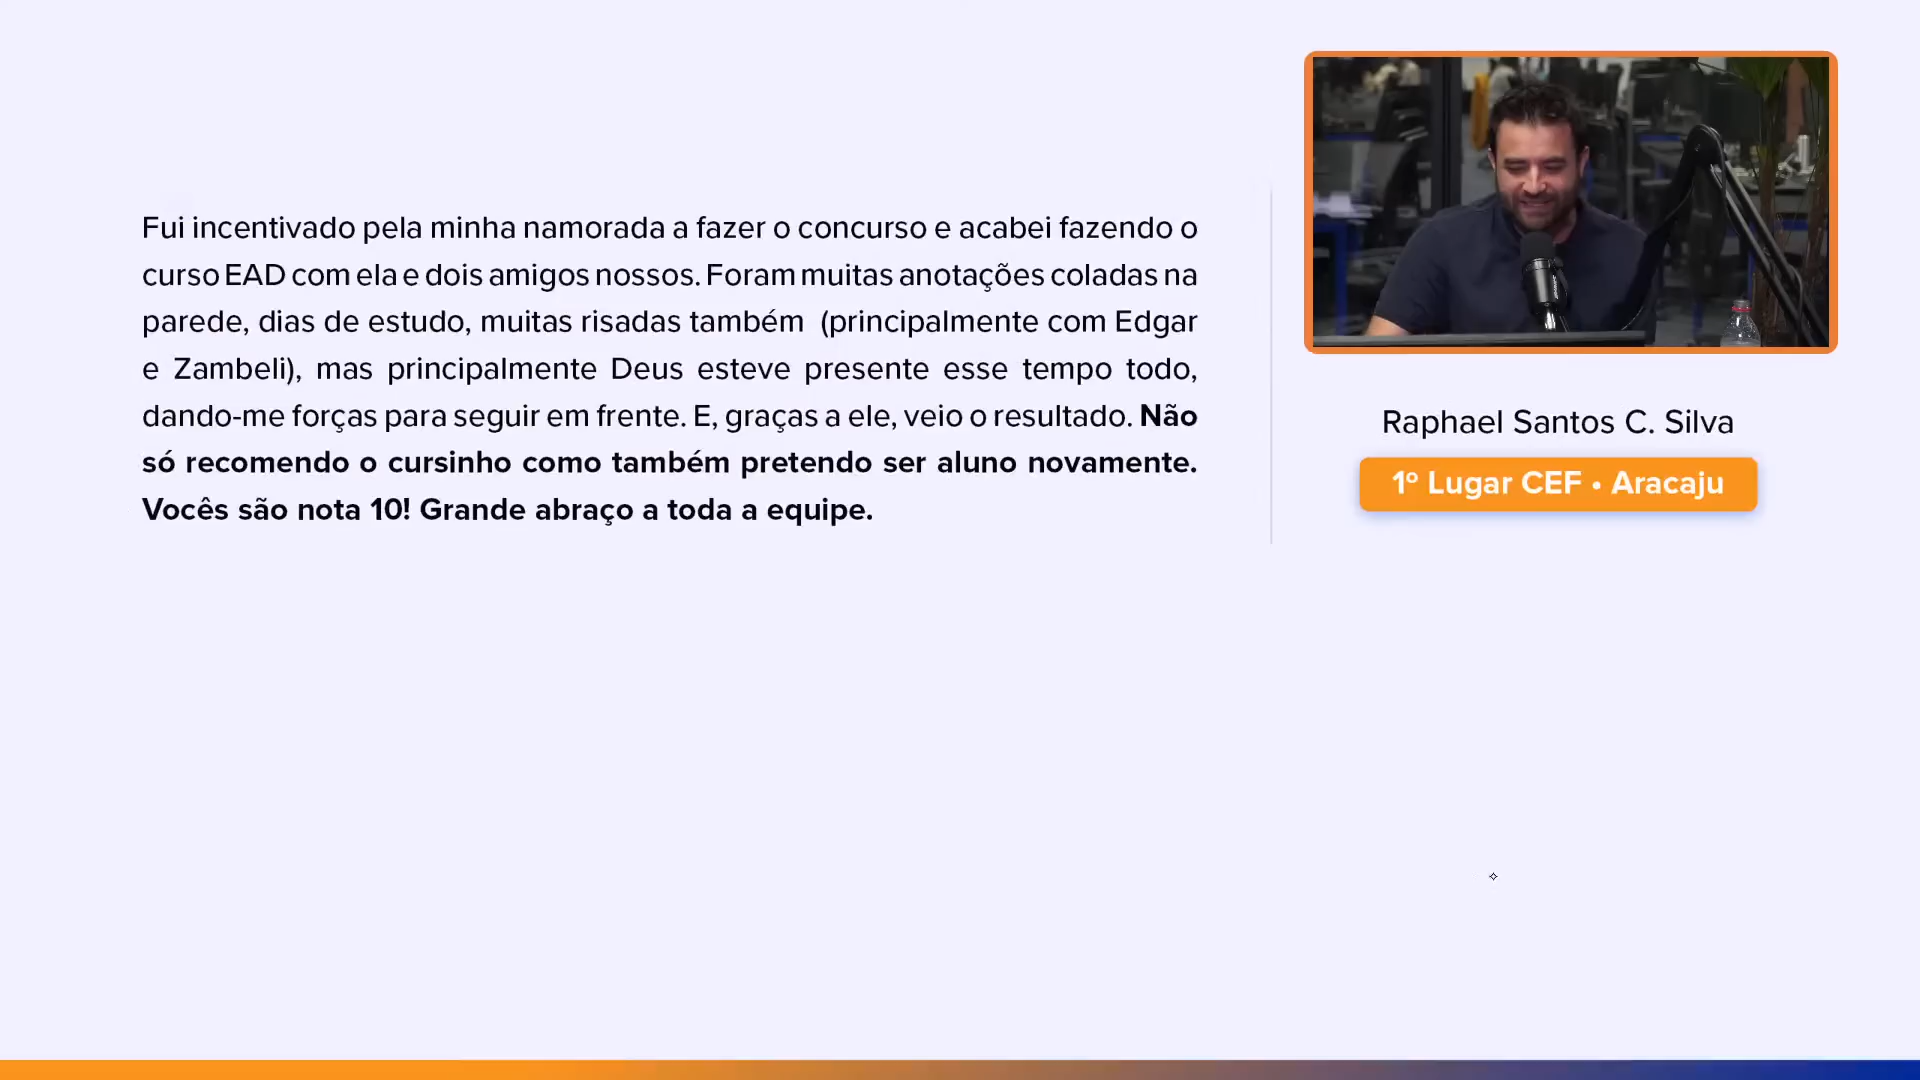 Fui incentivado pela minha namorada a fazer o concurso e acabei fazendo o
curso EAD com ela e dois amigos nossos. Foram muitas anotações coladas na
parede, dias de estudo, muitas risadas também (principalmente com Edgar
e Zambeli), mas principalmente Deus esteve presente esse tempo todo,
dando-me forças para seguir em frente. E, graças a ele, veio o resultado. Não
só recomendo o cursinho como também pretendo ser aluno novamente.
Vocês são nota 10! Grande abraço a toda a equipe.
Raphael Santos C. Silva
1º Lugar CEF • Aracaju